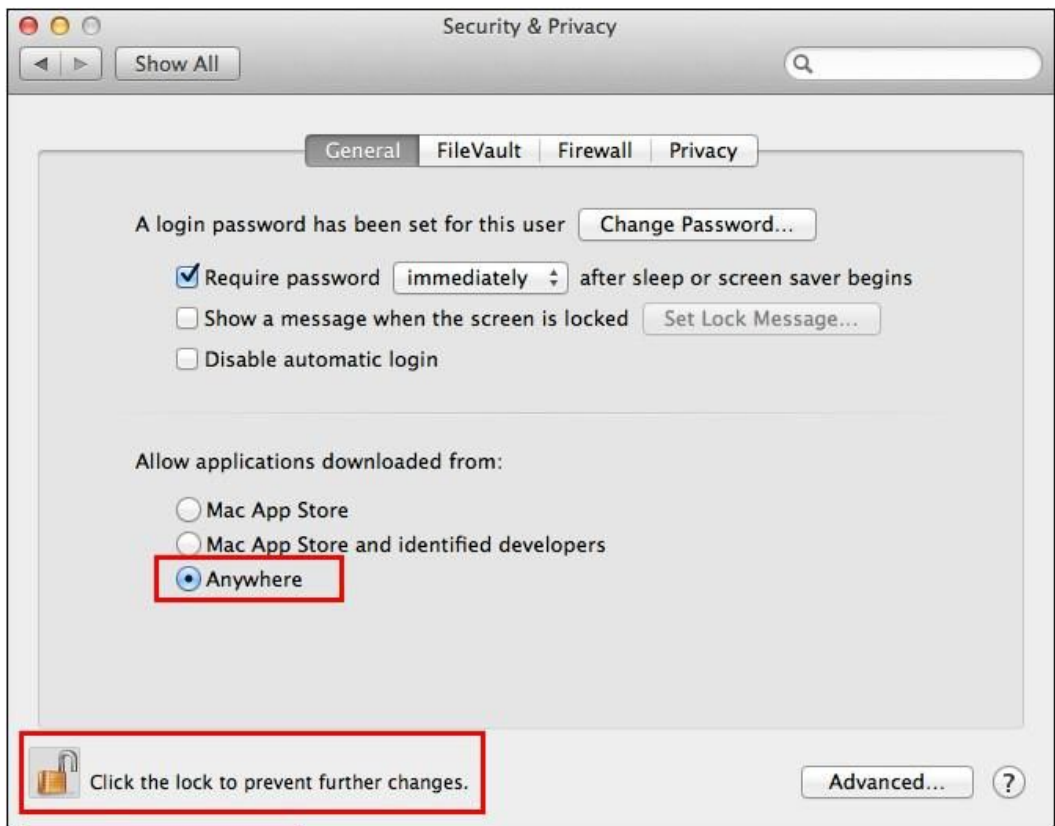 Security & Privacy
Show All
General FileVault Firewall Privacy
A login password has been set for this user Change Password...
Require password immediately after sleep or screen saver begins
Show a message when the screen is locked Set Lock Message...
Disable automatic login
Allow applications downloaded from:
Mac App Store
Mac App Store and identified developers
Anywhere
Click the lock to prevent further changes. Advanced... ?